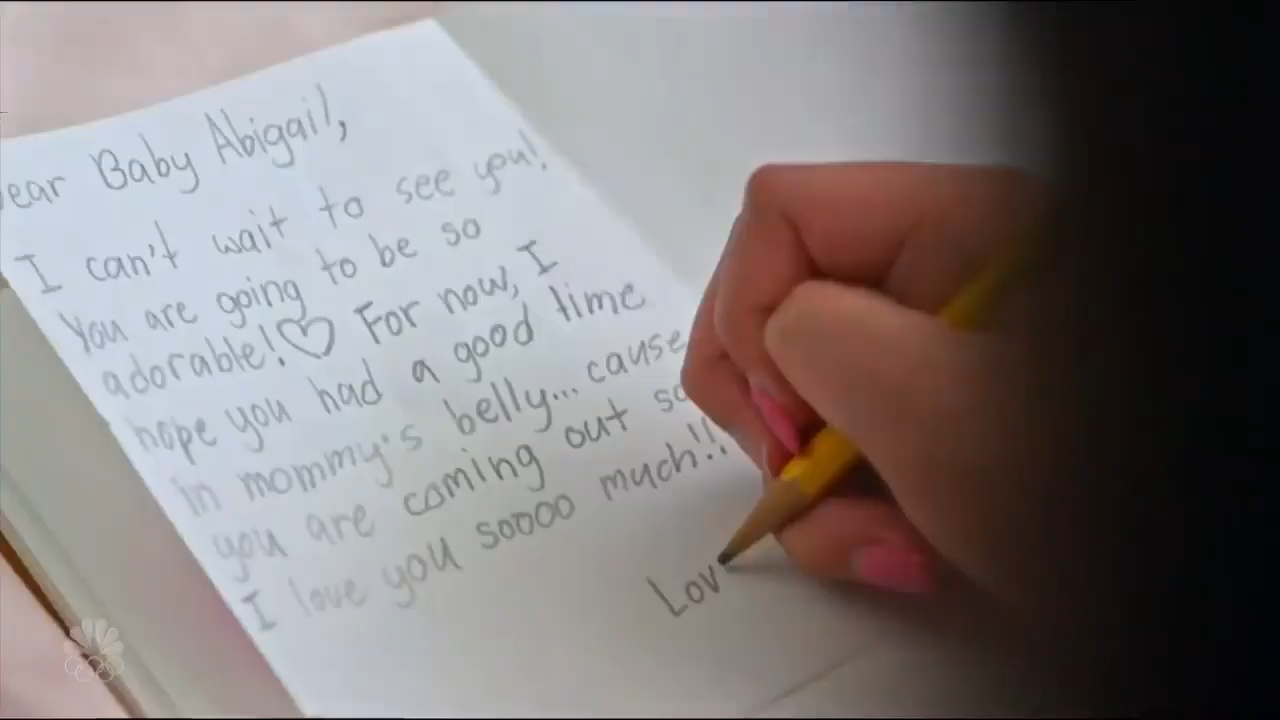 ear Baby Abigail,
I can't wait to see you!
You are going to be so
adorable!♡ For now, I
hope you had a good time
in mommy's belly... cause
you are coming out so
I love you soooo much!!
Lov